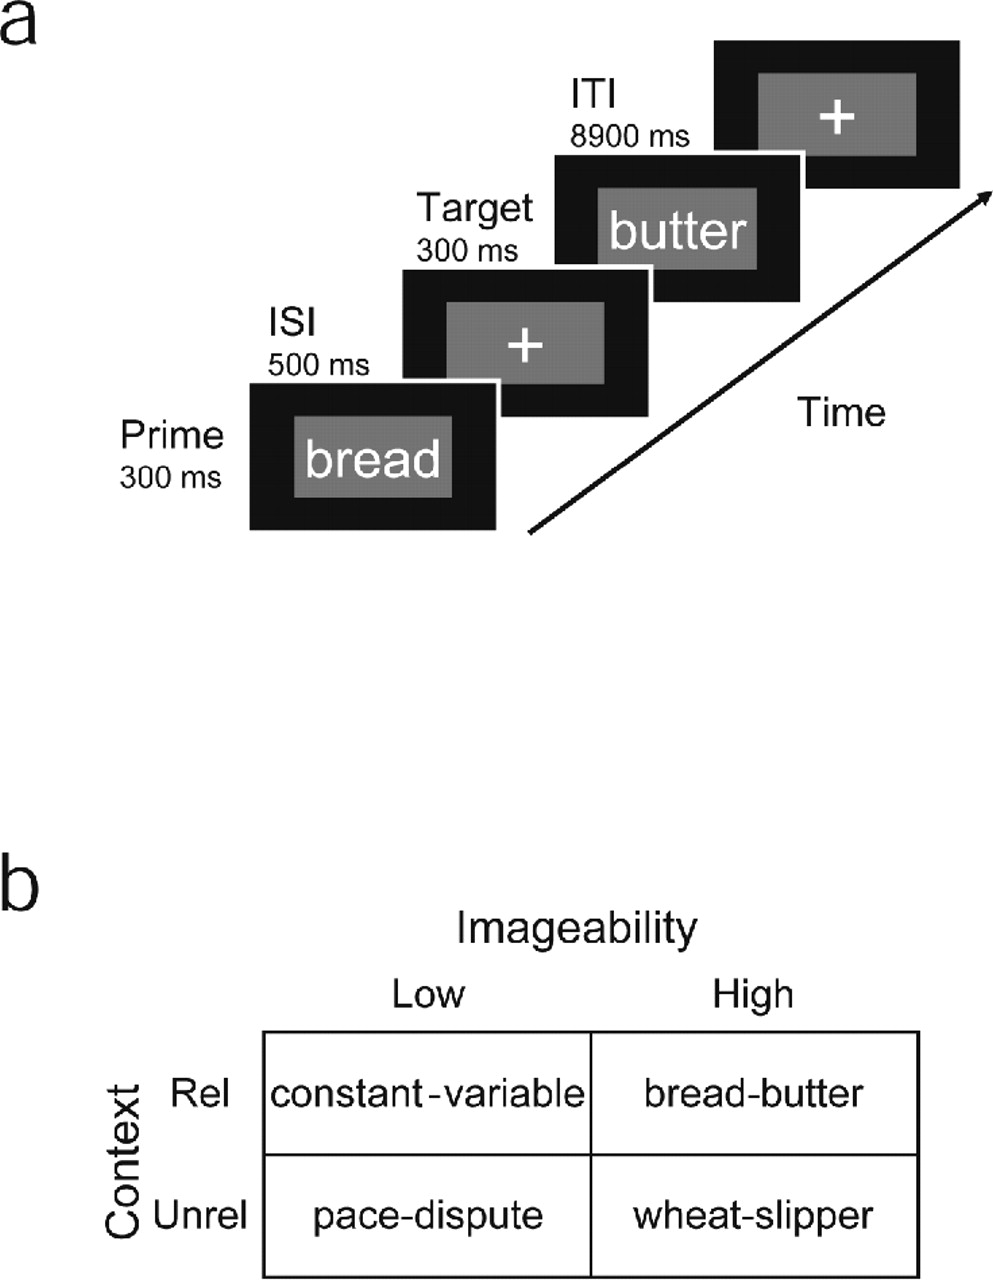 a
ITI
8900 ms
+
Target
300 ms
butter
ISI
500 ms
+
Prime
300 ms
bread
Time
b
Imageability
Low High
Context
Rel constant-variable bread-butter
Unrel pace-dispute wheat-slipper